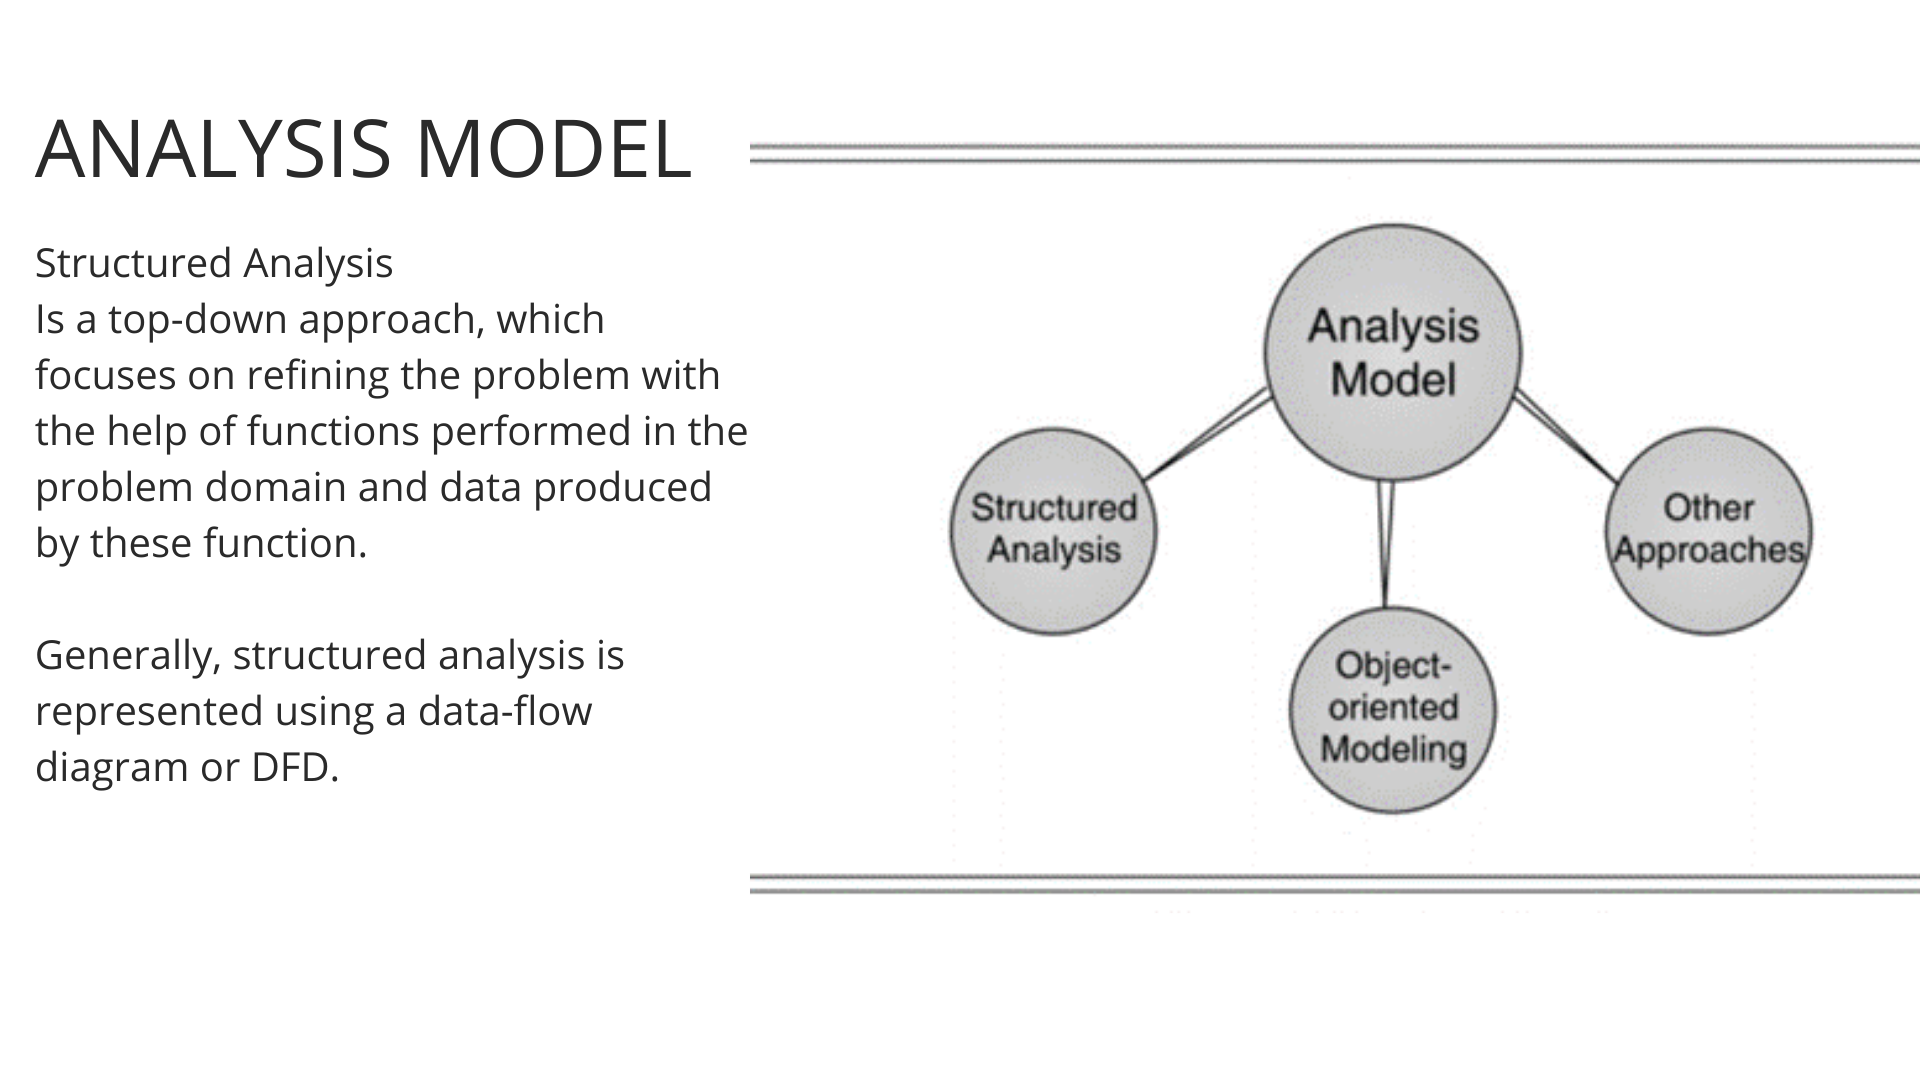 ANALYSIS MODEL
Structured Analysis
Is a top-down approach, which
focuses on refining the problem with
the help of functions performed in the
problem domain and data produced
by these function.
Generally, structured analysis is
represented using a data-flow
diagram or DFD.
Analysis
Model
Structured
Analysis
Object-
oriented
Modeling
Other
Approaches